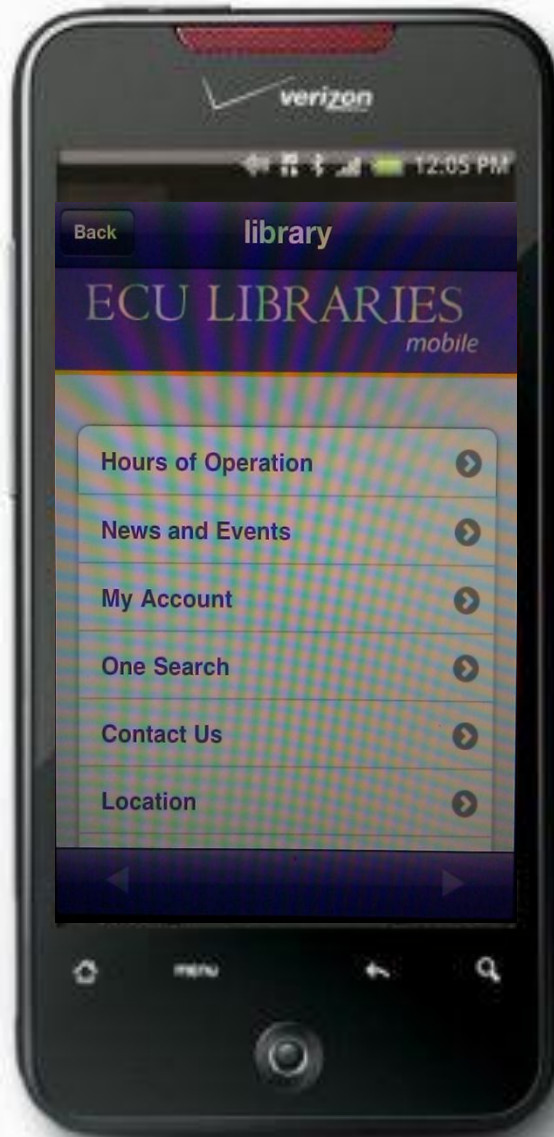 verizon
12:05 PM
Back
library
ECU LIBRARIES
mobile
Hours of Operation
News and Events
My Account
One Search
Contact Us
Location
menu